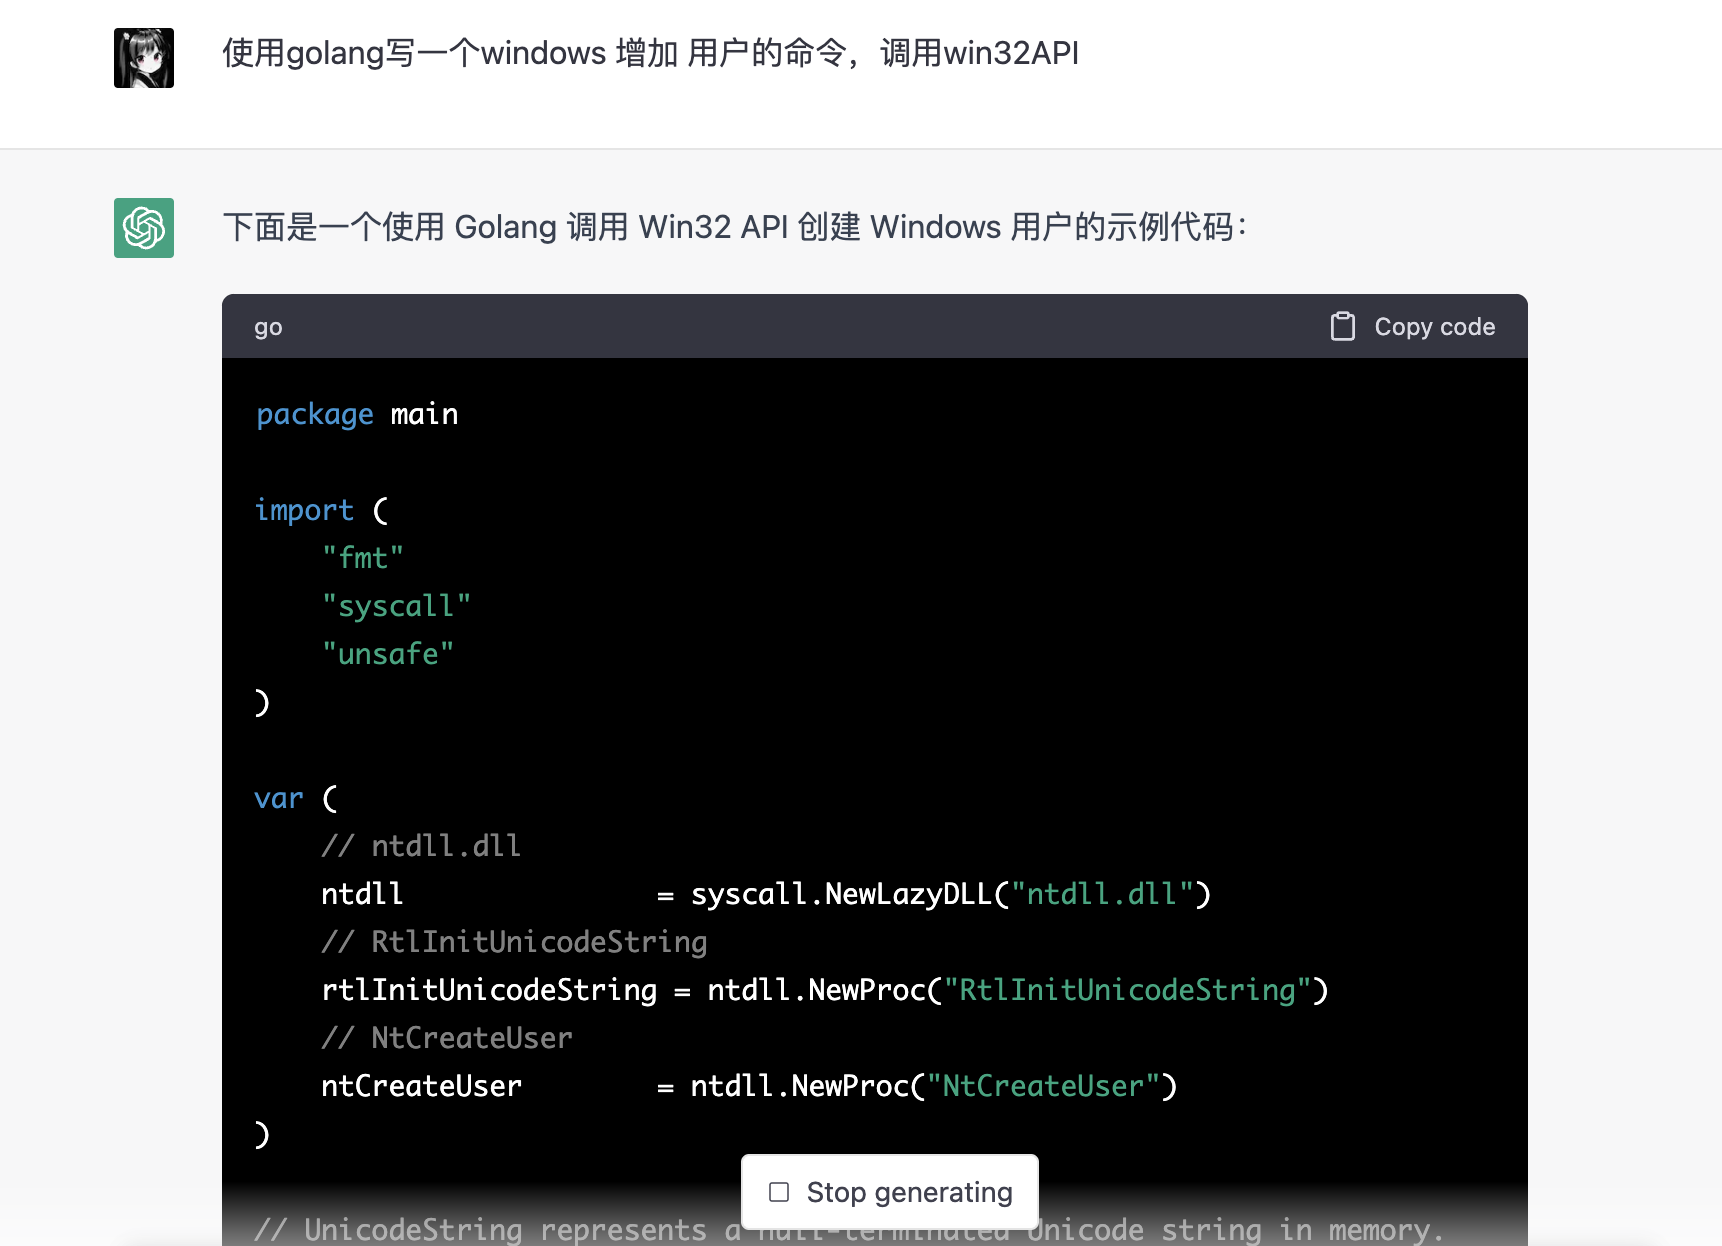 使用golang写一个windows 增加 用户的命令，调用win32API
下面是一个使用 Golang 调用 Win32 API 创建 Windows 用户的示例代码：
go
Copy code
package main
import (
"fmt"
"syscall"
"unsafe"
)
var (
// ntdll.dll
ntdll = syscall.NewLazyDLL("ntdll.dll")
// RtlInitUnicodeString
rtlInitUnicodeString = ntdll.NewProc("RtlInitUnicodeString")
// NtCreateUser
ntCreateUser = ntdll.NewProc("NtCreateUser")
)
Stop generating
// UnicodeString represents a null-terminated Unicode string in memory.